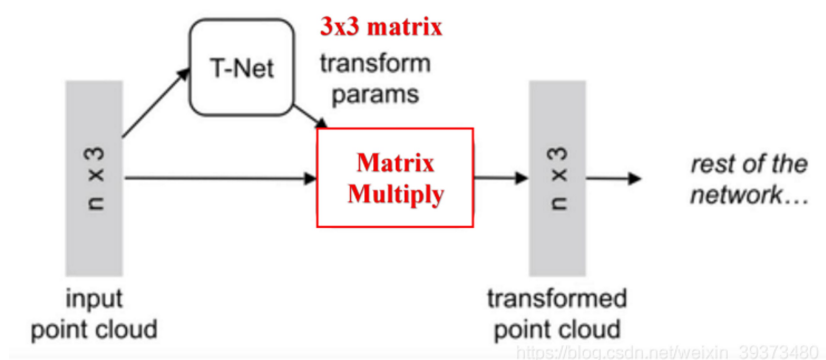 3x3 matrix
T-Net
transform
params
n x 3
Matrix
Multiply
n x 3
rest of the
network...
input
point cloud
transformed
point cloud
https://blog.csdn.net/weixin_39373480